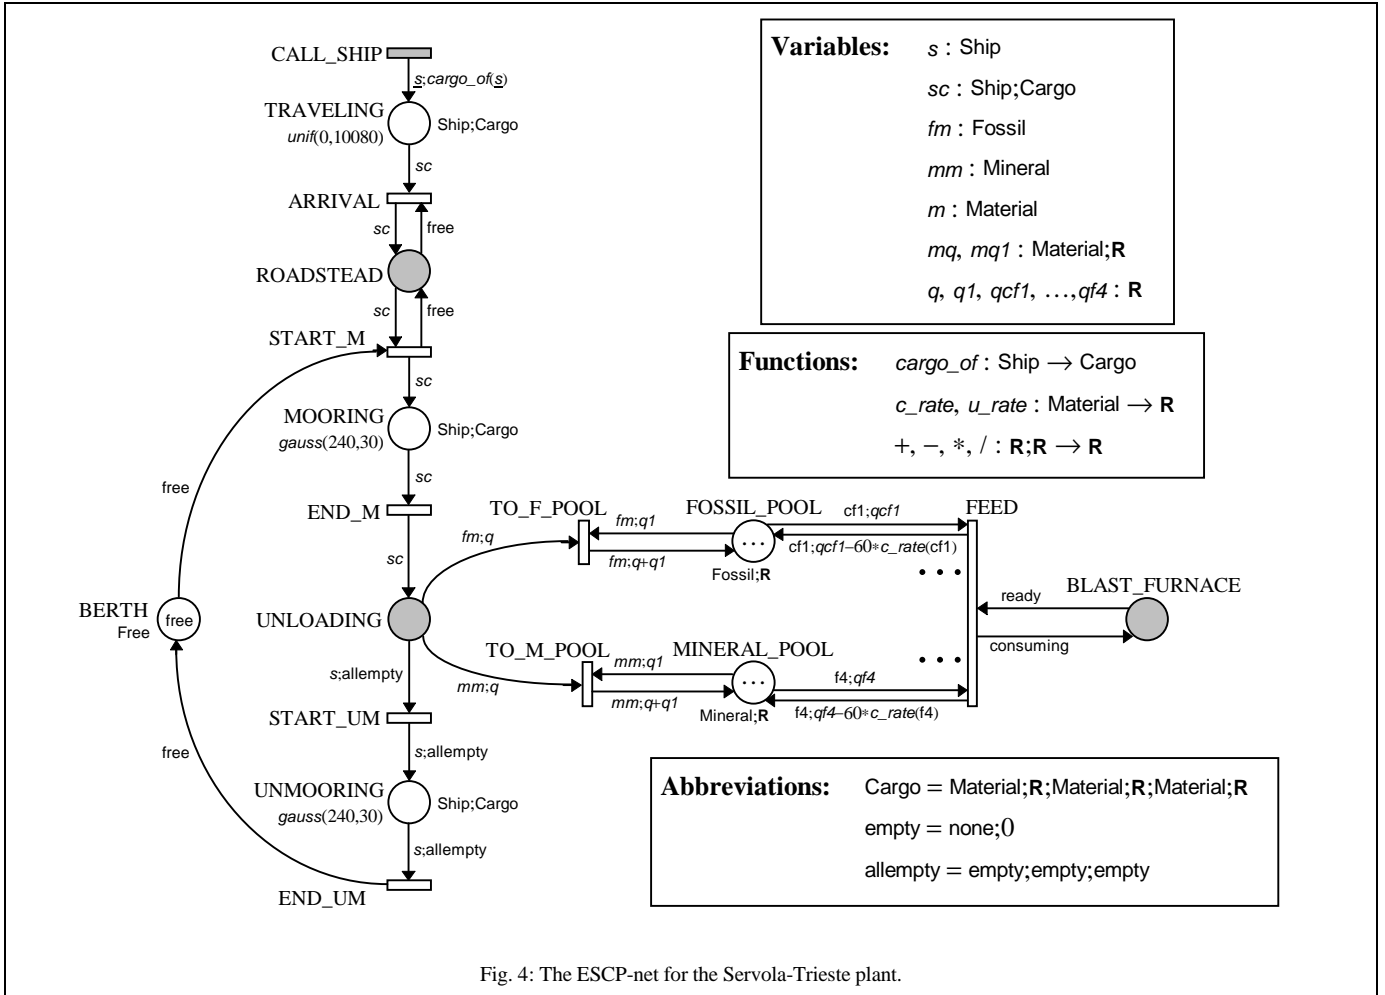 CALL_SHIP
s;cargo_of(s)
TRAVELING
unif(0,10080)
Ship;Cargo
sc
ARRIVAL
sc
free
ROADSTEAD
sc
free
START_M
sc
MOORING
gauss(240,30)
Ship;Cargo
sc
free
END_M
sc
BERTH
Free
free
UNLOADING
s;allempty
START_UM
s;allempty
free
UNMOORING
gauss(240,30)
Ship;Cargo
s;allempty
END_UM
fm;q
TO_F_POOL
fm;q1
fm;q+q1
FOSSIL_POOL
...
Fossil;R
cf1;qcf1
cf1;qcf1−60*c_rate(cf1)
FEED
• • •
ready
BLAST_FURNACE
consuming
mm;q
TO_M_POOL
mm;q1
mm;q+q1
MINERAL_POOL
...
Mineral;R
• • •
f4;qf4
f4;qf4−60*c_rate(f4)
Variables: s : Ship
sc : Ship;Cargo
fm : Fossil
mm : Mineral
m : Material
mq, mq1 : Material;R
q, q1, qcf1, …,qf4 : R
Functions: cargo_of : Ship → Cargo
c_rate, u_rate : Material → R
+, −, *, / : R;R → R
Abbreviations: Cargo = Material;R;Material;R;Material;R
empty = none;0
allempty = empty;empty;empty
Fig. 4: The ESCP-net for the Servola-Trieste plant.